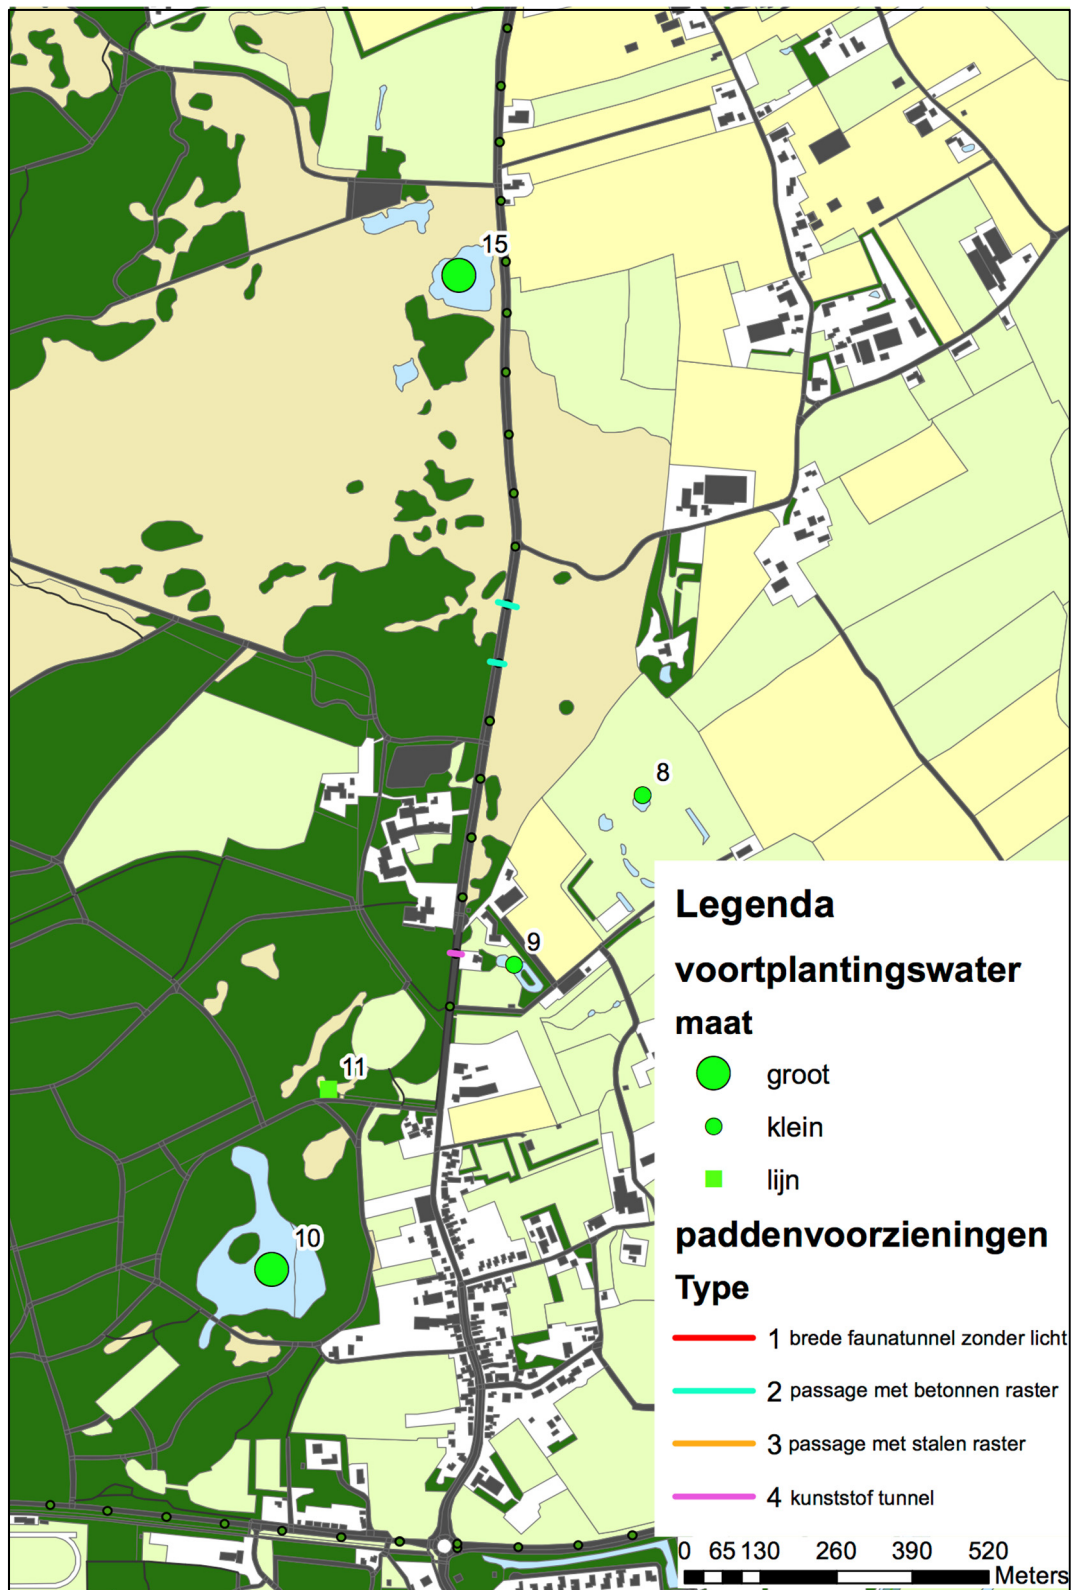 15
8
9
11
10
Legenda
voortplantingswater
maat
groot
klein
lijn
paddenvoorzieningen
Type
1 brede faunatunnel zonder licht
2 passage met betonnen raster
3 passage met stalen raster
4 kunststof tunnel
0 65 130 260 390 520
Meters